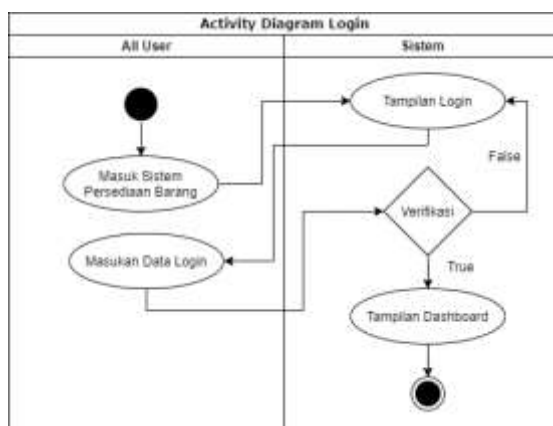 Activity Diagram Login
All User
Sistem
Tampilan Login
False
Masuk Sistem
Persediaan Barang
Verifikasi
Masukan Data Login
True
Tampilan Dashboard